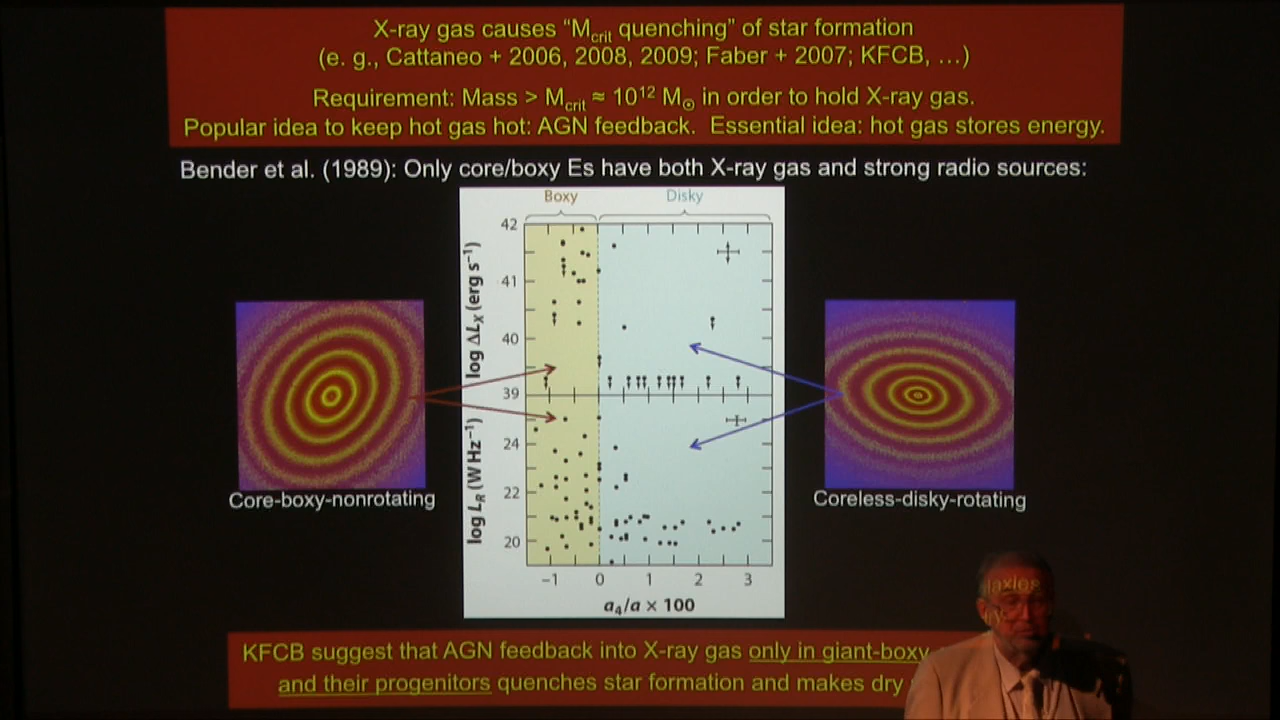 X-ray gas causes “Mcrit quenching” of star formation
(e. g., Cattaneo + 2006, 2008, 2009; Faber + 2007; KFCB, …)
Requirement: Mass > Mcrit ≈ 10¹² M☉ in order to hold X-ray gas.
Popular idea to keep hot gas hot: AGN feedback. Essential idea: hot gas stores energy.
Bender et al. (1989): Only core/boxy Es have both X-ray gas and strong radio sources:
Boxy Disky
42
41
40
39
24
22
20
log ΔLX (erg s⁻¹)
log LR (W Hz⁻¹)
−1 0 1 2 3
a4/a × 100
Core-boxy-nonrotating
Coreless-disky-rotating
KFCB suggest that AGN feedback into X-ray gas only in giant-boxy
and their progenitors quenches star formation and makes dry